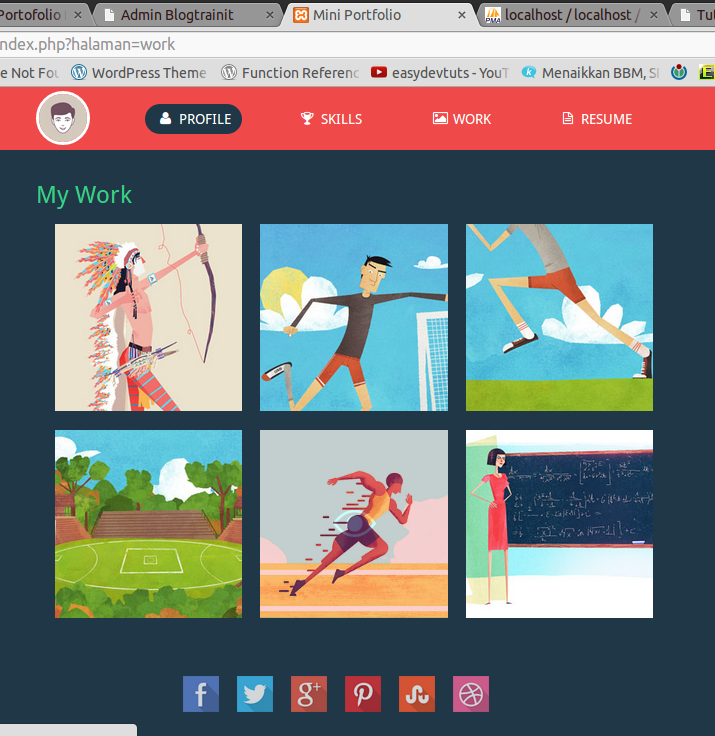 Portofolio
Admin Blogtrainit
Mini Portfolio
PMA
localhost / localhost /
Tu
ndex.php?halaman=work
e Not Fou
WordPress Theme
Function Referenc
easydevtuts - YouT
Menaikkan BBM, S
PROFILE
SKILLS
WORK
RESUME
My Work
f
g+